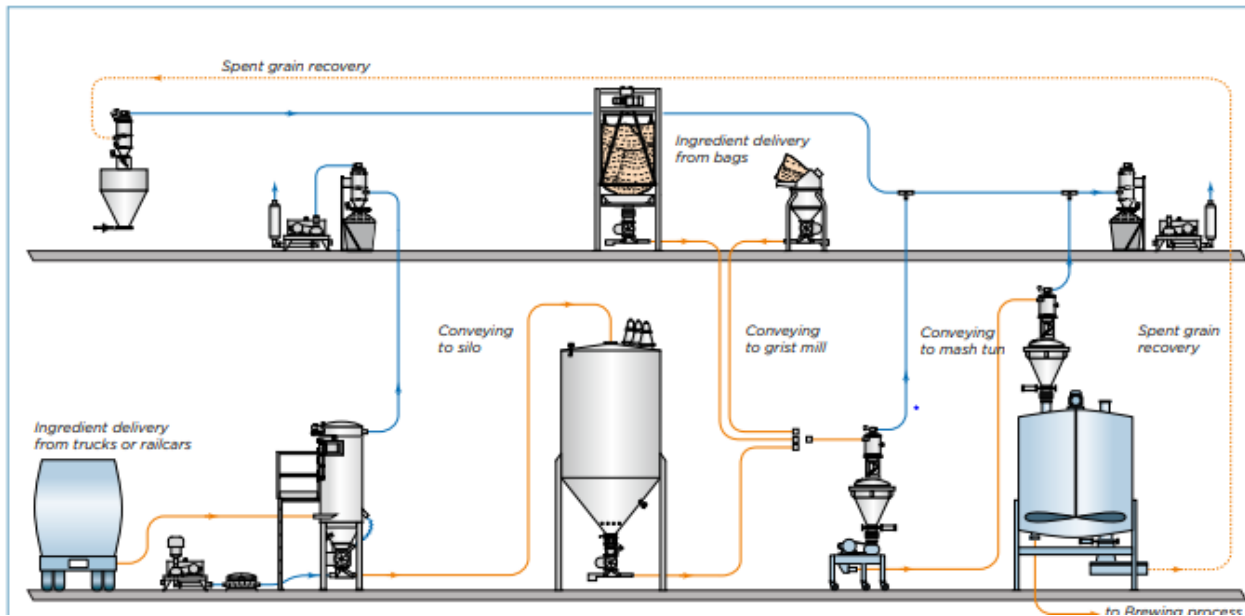 Spent grain recovery
Ingredient delivery
from bags
Conveying
to silo
Conveying
to grist mill
Conveying
to mash tun
Spent grain
recovery
Ingredient delivery
from trucks or railcars
to Brewing process